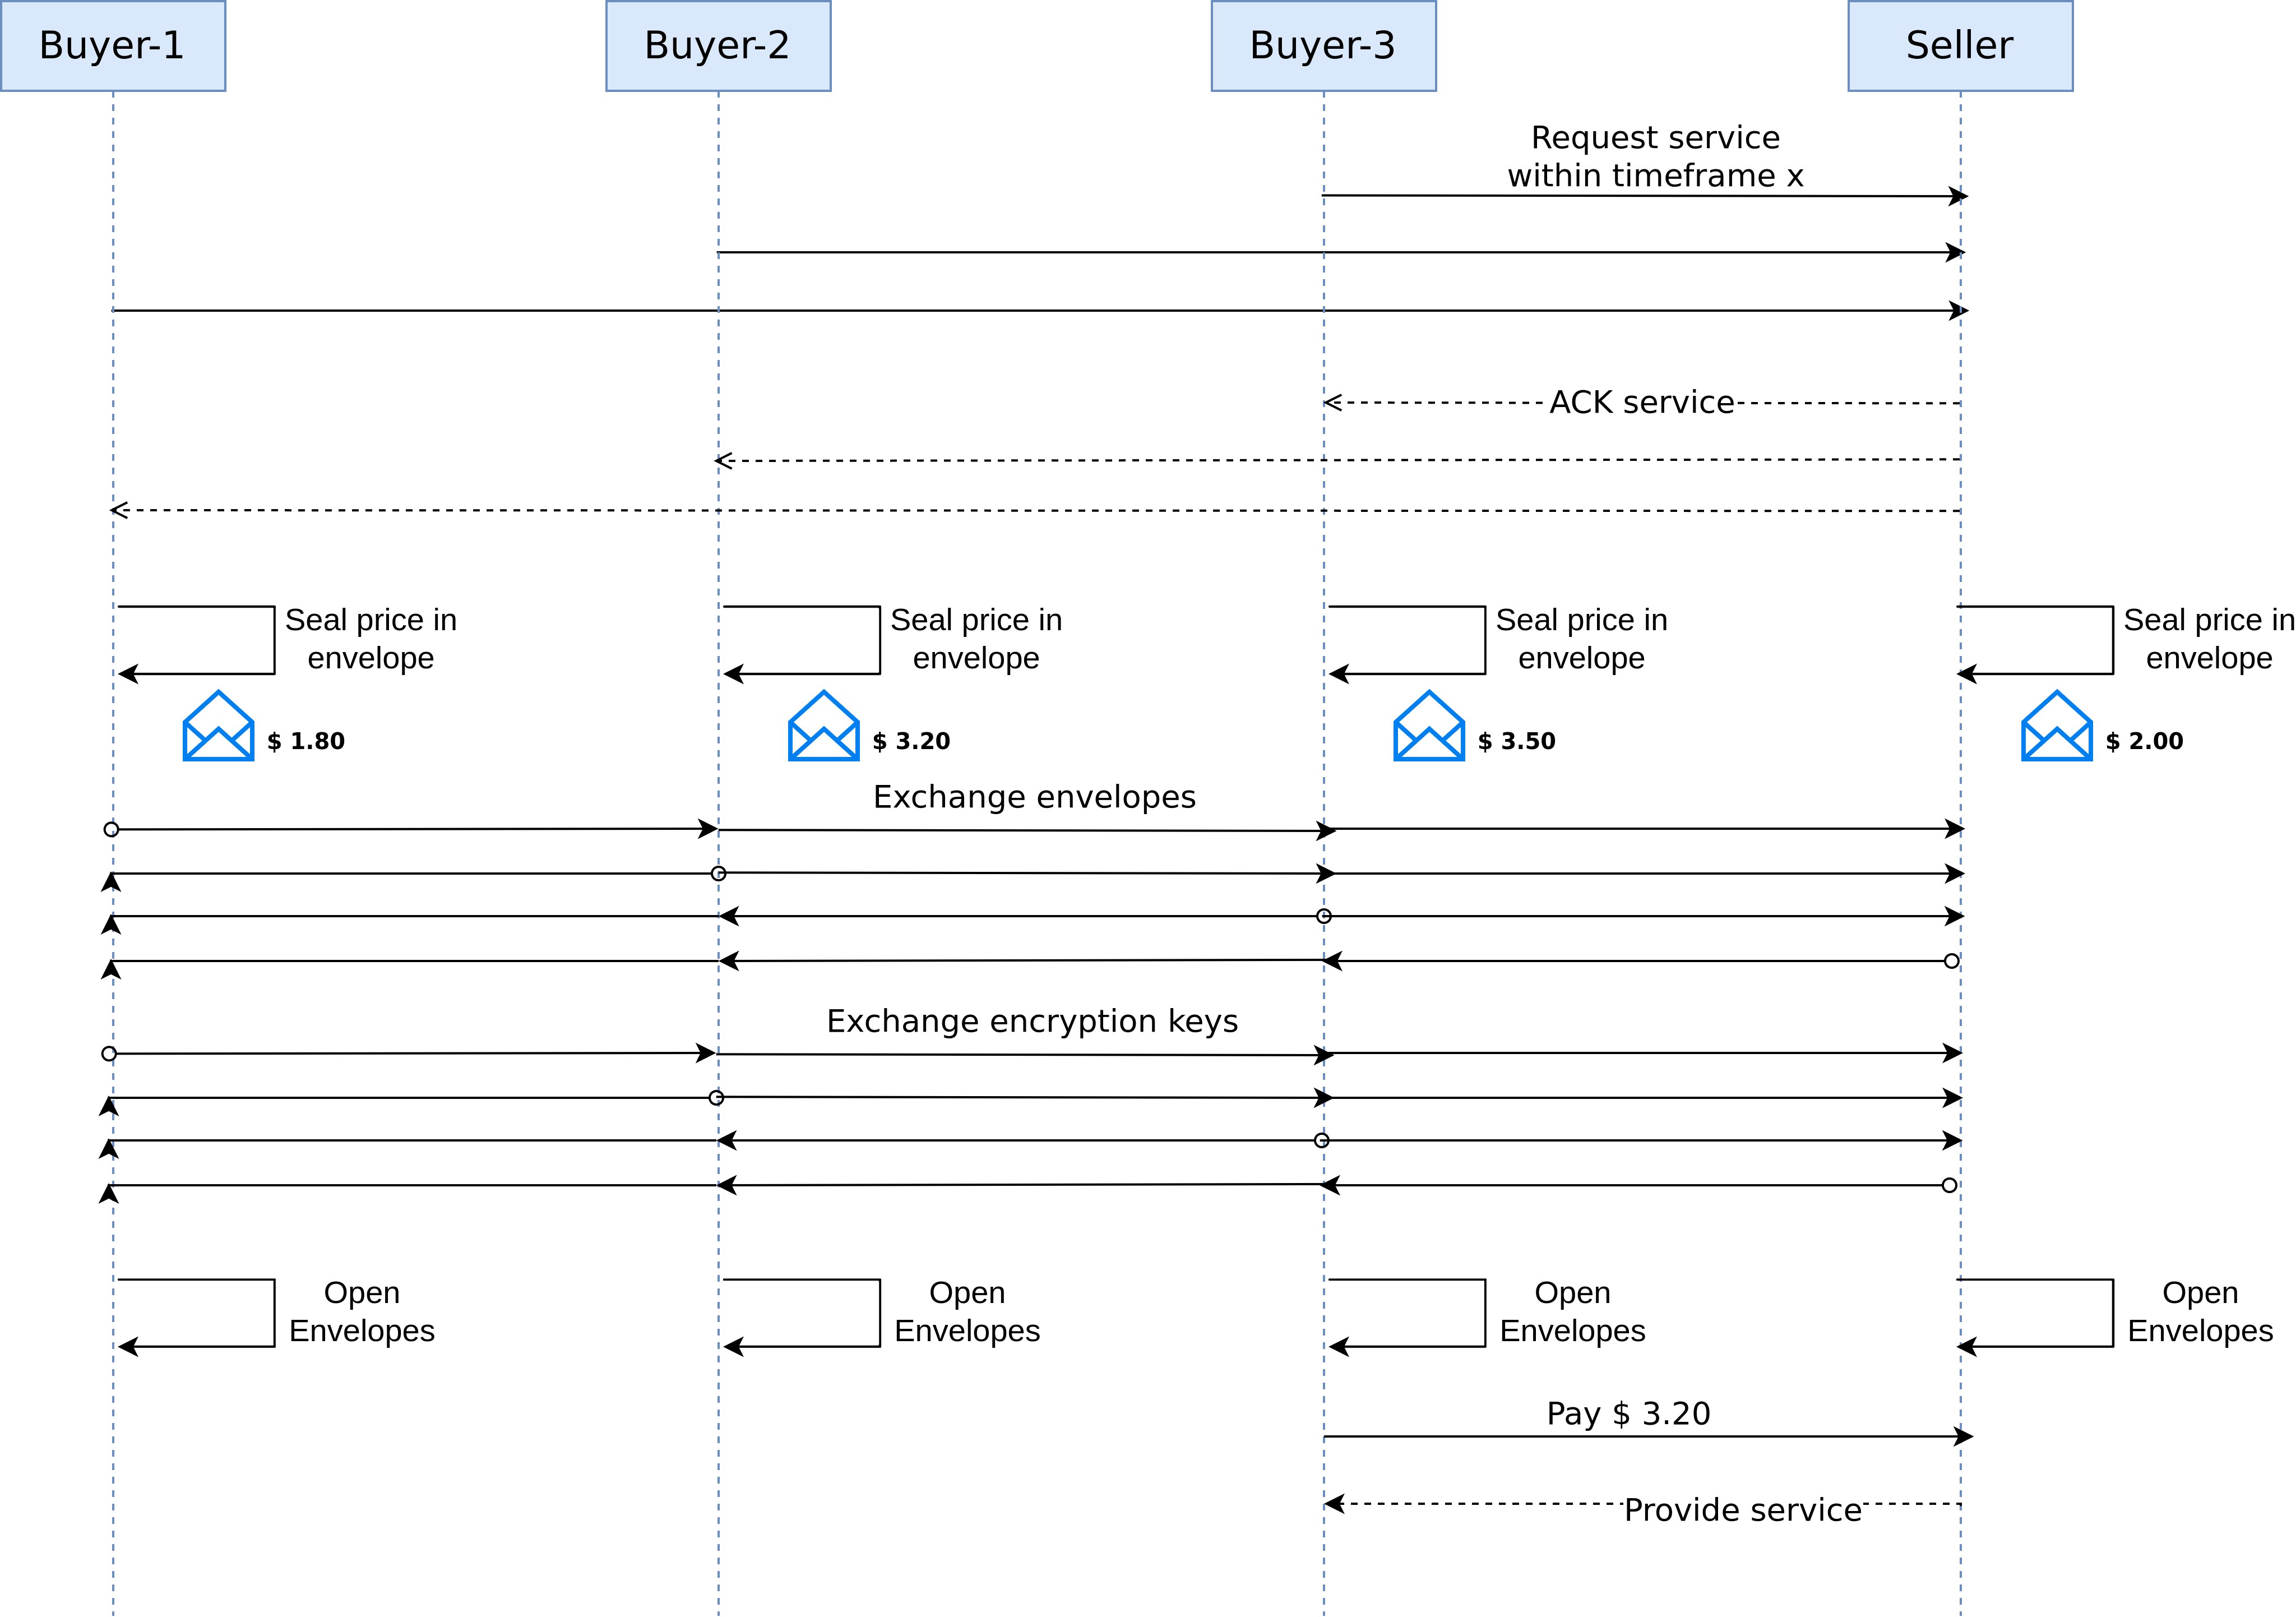 Buyer-1
Buyer-2
Buyer-3
Seller
Request service
within timeframe x
ACK service
Seal price in
envelope
Seal price in
envelope
Seal price in
envelope
Seal price in
envelope
$ 1.80
$ 3.20
$ 3.50
$ 2.00
Exchange envelopes
Exchange encryption keys
Open
Envelopes
Open
Envelopes
Open
Envelopes
Open
Envelopes
Pay $ 3.20
Provide service